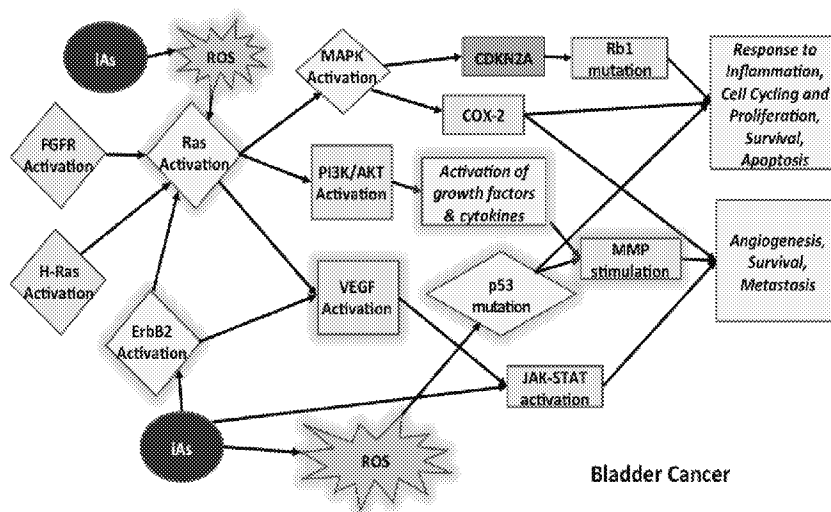 iAs
ROS
MAPK
Activation
CDKN2A
Rb1
mutation
Response to
Inflammation,
Cell Cycling and
Proliferation,
Survival,
Apoptosis
COX-2
FGFR
Activation
Ras
Activation
PI3K/AKT
Activation
Activation of
growth factors
& cytokines
H-Ras
Activation
VEGF
Activation
p53
mutation
MMP
stimulation
Angiogenesis,
Survival,
Metastosis
ErbB2
Activation
JAK-STAT
activation
iAs
ROS
Bladder Cancer